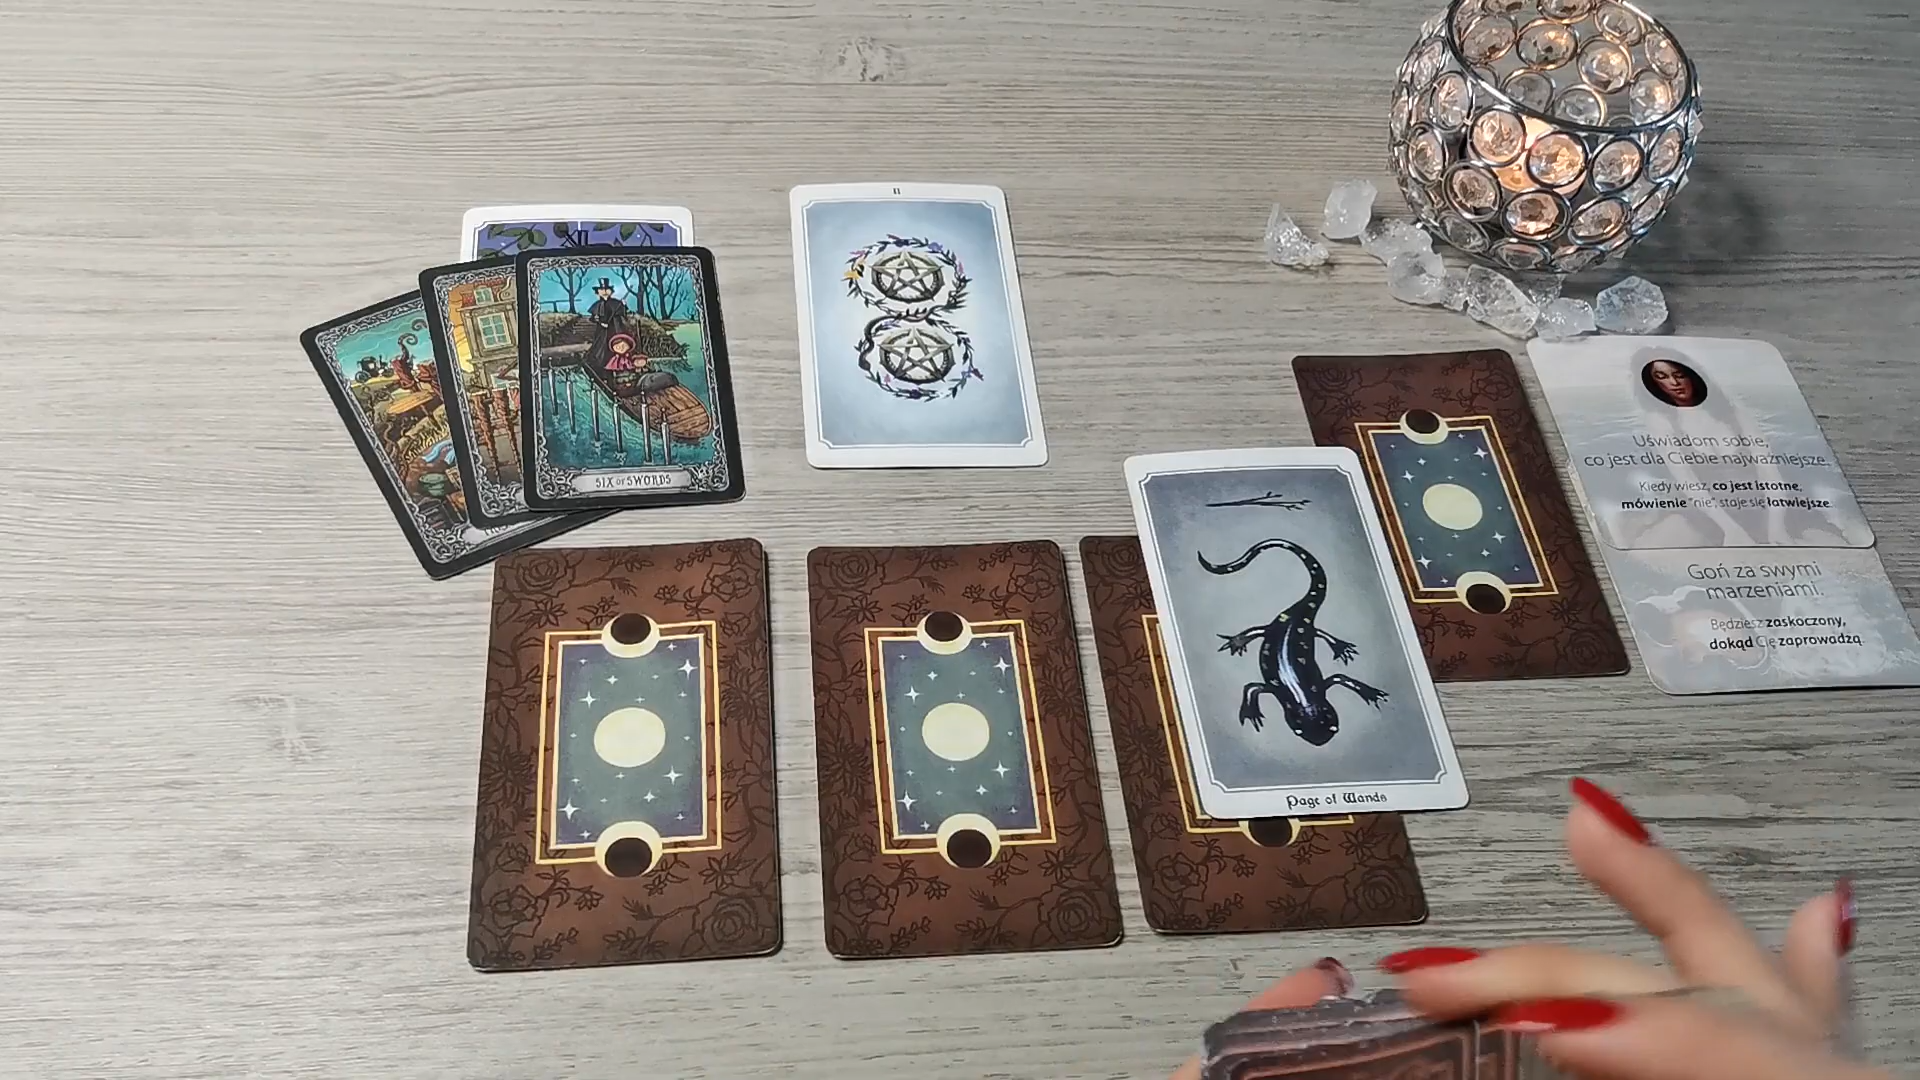 XII
II
SIX OF SWORDS
Page of Wands
Uświadom sobie,
co jest dla Ciebie najważniejsze.
Kiedy wiesz, co jest istotne,
mówienie "nie", staje się łatwiejsze.
Goń za swymi
marzeniami.
Będziesz zaskoczony,
dokąd Cię zaprowadzą.